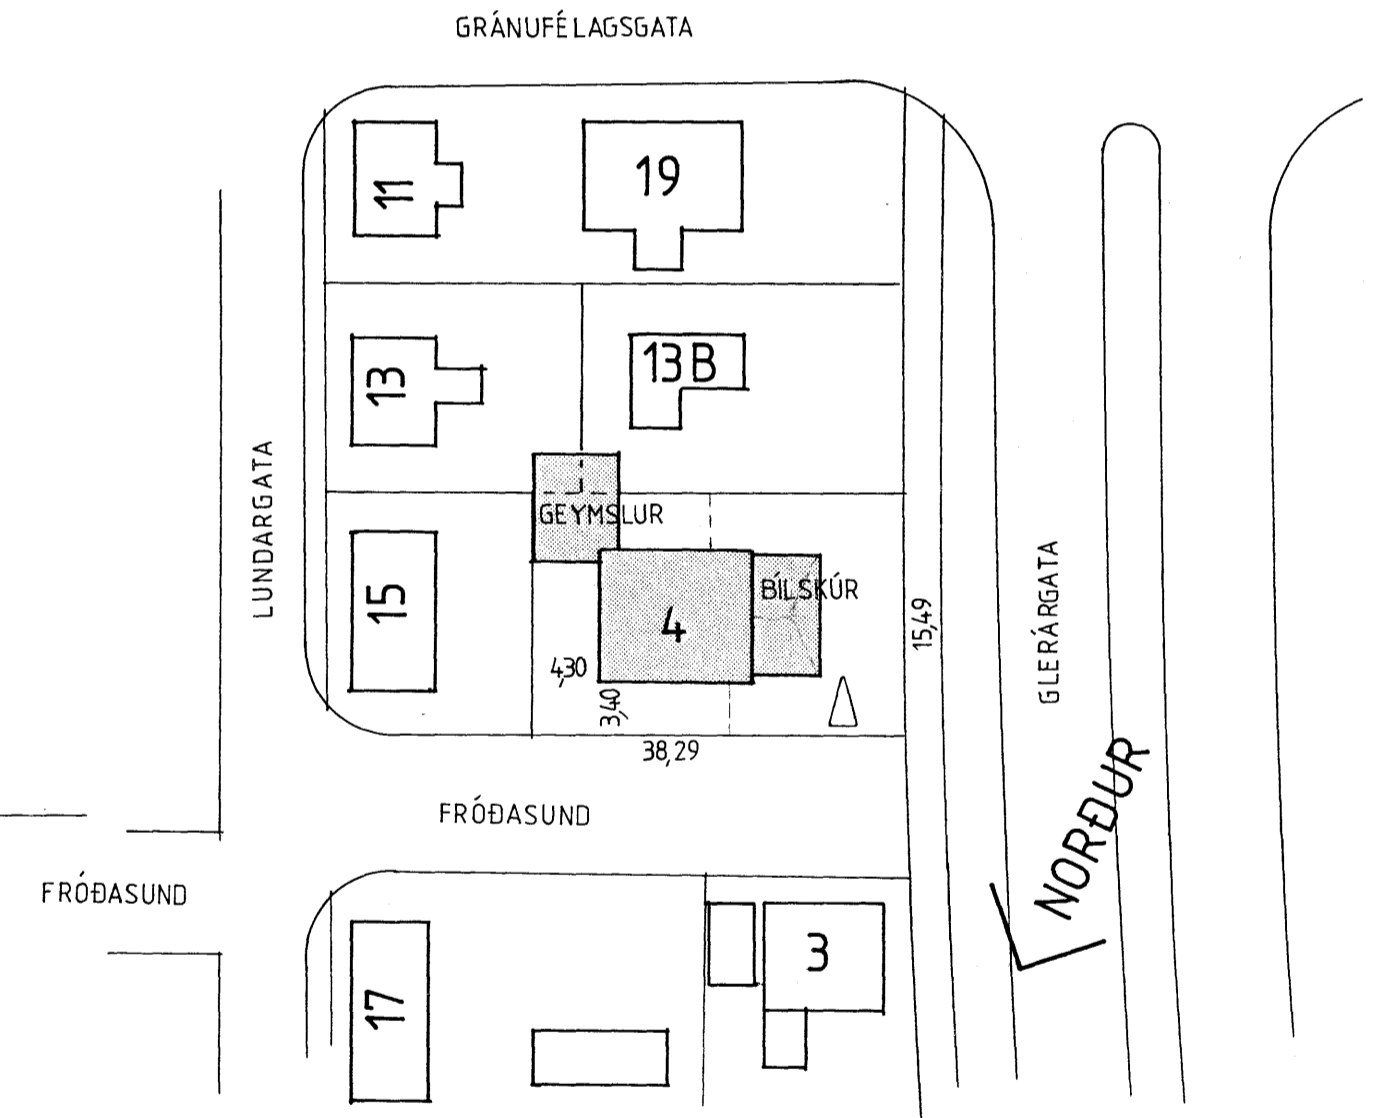 GRÁNUFÉLAGSGATA
11
19
13
13B
LUNDARGATA
GEYMSLUR
15
4
BÍLSKÚR
15,49
GLERÁRGATA
4,30
3,40
38,29
FRÓÐASUND
NORÐUR
FRÓÐASUND
17
3